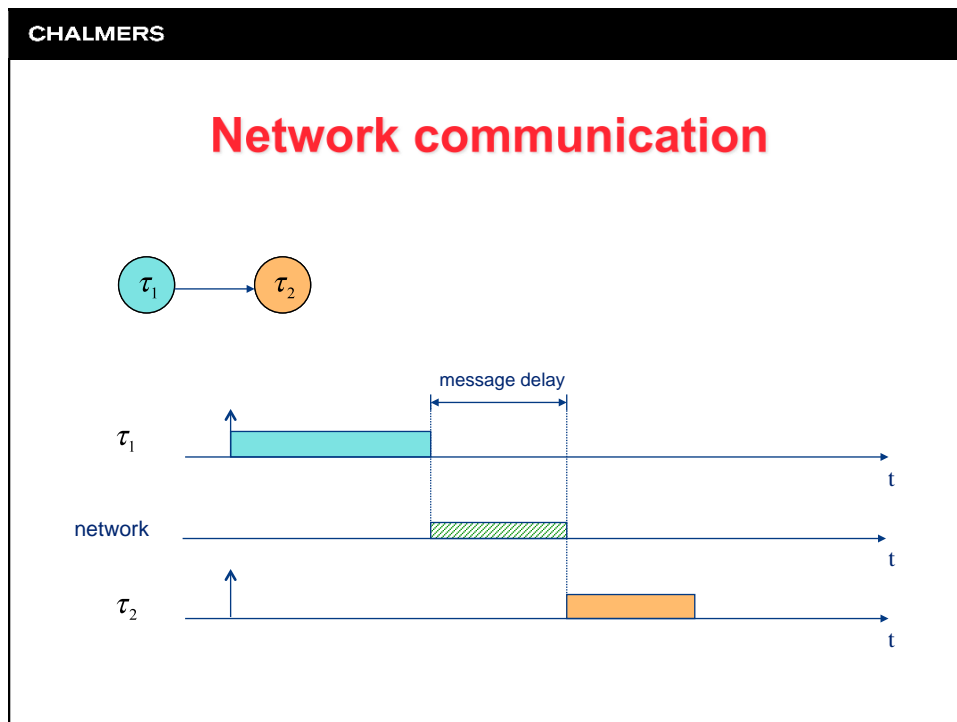 CHALMERS
Network communication
τ1 τ2
message delay
τ1
t
network
t
τ2
t